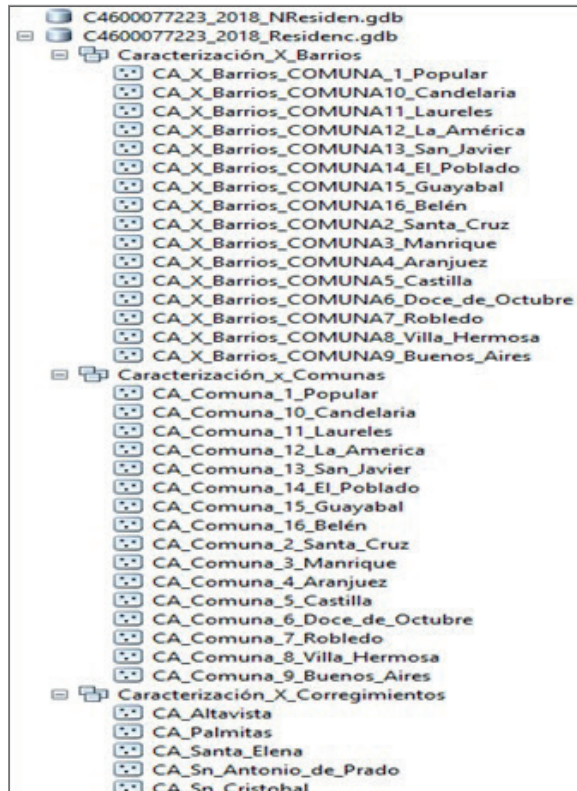 C4600077223_2018_NResiden.gdb
C4600077223_2018_Residenc.gdb
Caracterización_X_Barrios
CA_X_Barrios_COMUNA_1_Popular
CA_X_Barrios_COMUNA10_Candelaria
CA_X_Barrios_COMUNA11_Laureles
CA_X_Barrios_COMUNA12_La_América
CA_X_Barrios_COMUNA13_San_Javier
CA_X_Barrios_COMUNA14_El_Poblado
CA_X_Barrios_COMUNA15_Guayabal
CA_X_Barrios_COMUNA16_Belén
CA_X_Barrios_COMUNA2_Santa_Cruz
CA_X_Barrios_COMUNA3_Manrique
CA_X_Barrios_COMUNA4_Aranjuez
CA_X_Barrios_COMUNA5_Castilla
CA_X_Barrios_COMUNA6_Doce_de_Octubre
CA_X_Barrios_COMUNA7_Robledo
CA_X_Barrios_COMUNA8_Villa_Hermosa
CA_X_Barrios_COMUNA9_Buenos_Aires
Caracterización_x_Comunas
CA_Comuna_1_Popular
CA_Comuna_10_Candelaria
CA_Comuna_11_Laureles
CA_Comuna_12_La_America
CA_Comuna_13_San_Javier
CA_Comuna_14_El_Poblado
CA_Comuna_15_Guayabal
CA_Comuna_16_Belén
CA_Comuna_2_Santa_Cruz
CA_Comuna_3_Manrique
CA_Comuna_4_Aranjuez
CA_Comuna_5_Castilla
CA_Comuna_6_Doce_de_Octubre
CA_Comuna_7_Robledo
CA_Comuna_8_Villa_Hermosa
CA_Comuna_9_Buenos_Aires
Caracterización_X_Corregimientos
CA_Altavista
CA_Palmitas
CA_Santa_Elena
CA_Sn_Antonio_de_Prado
CA_Sn_Cristobal